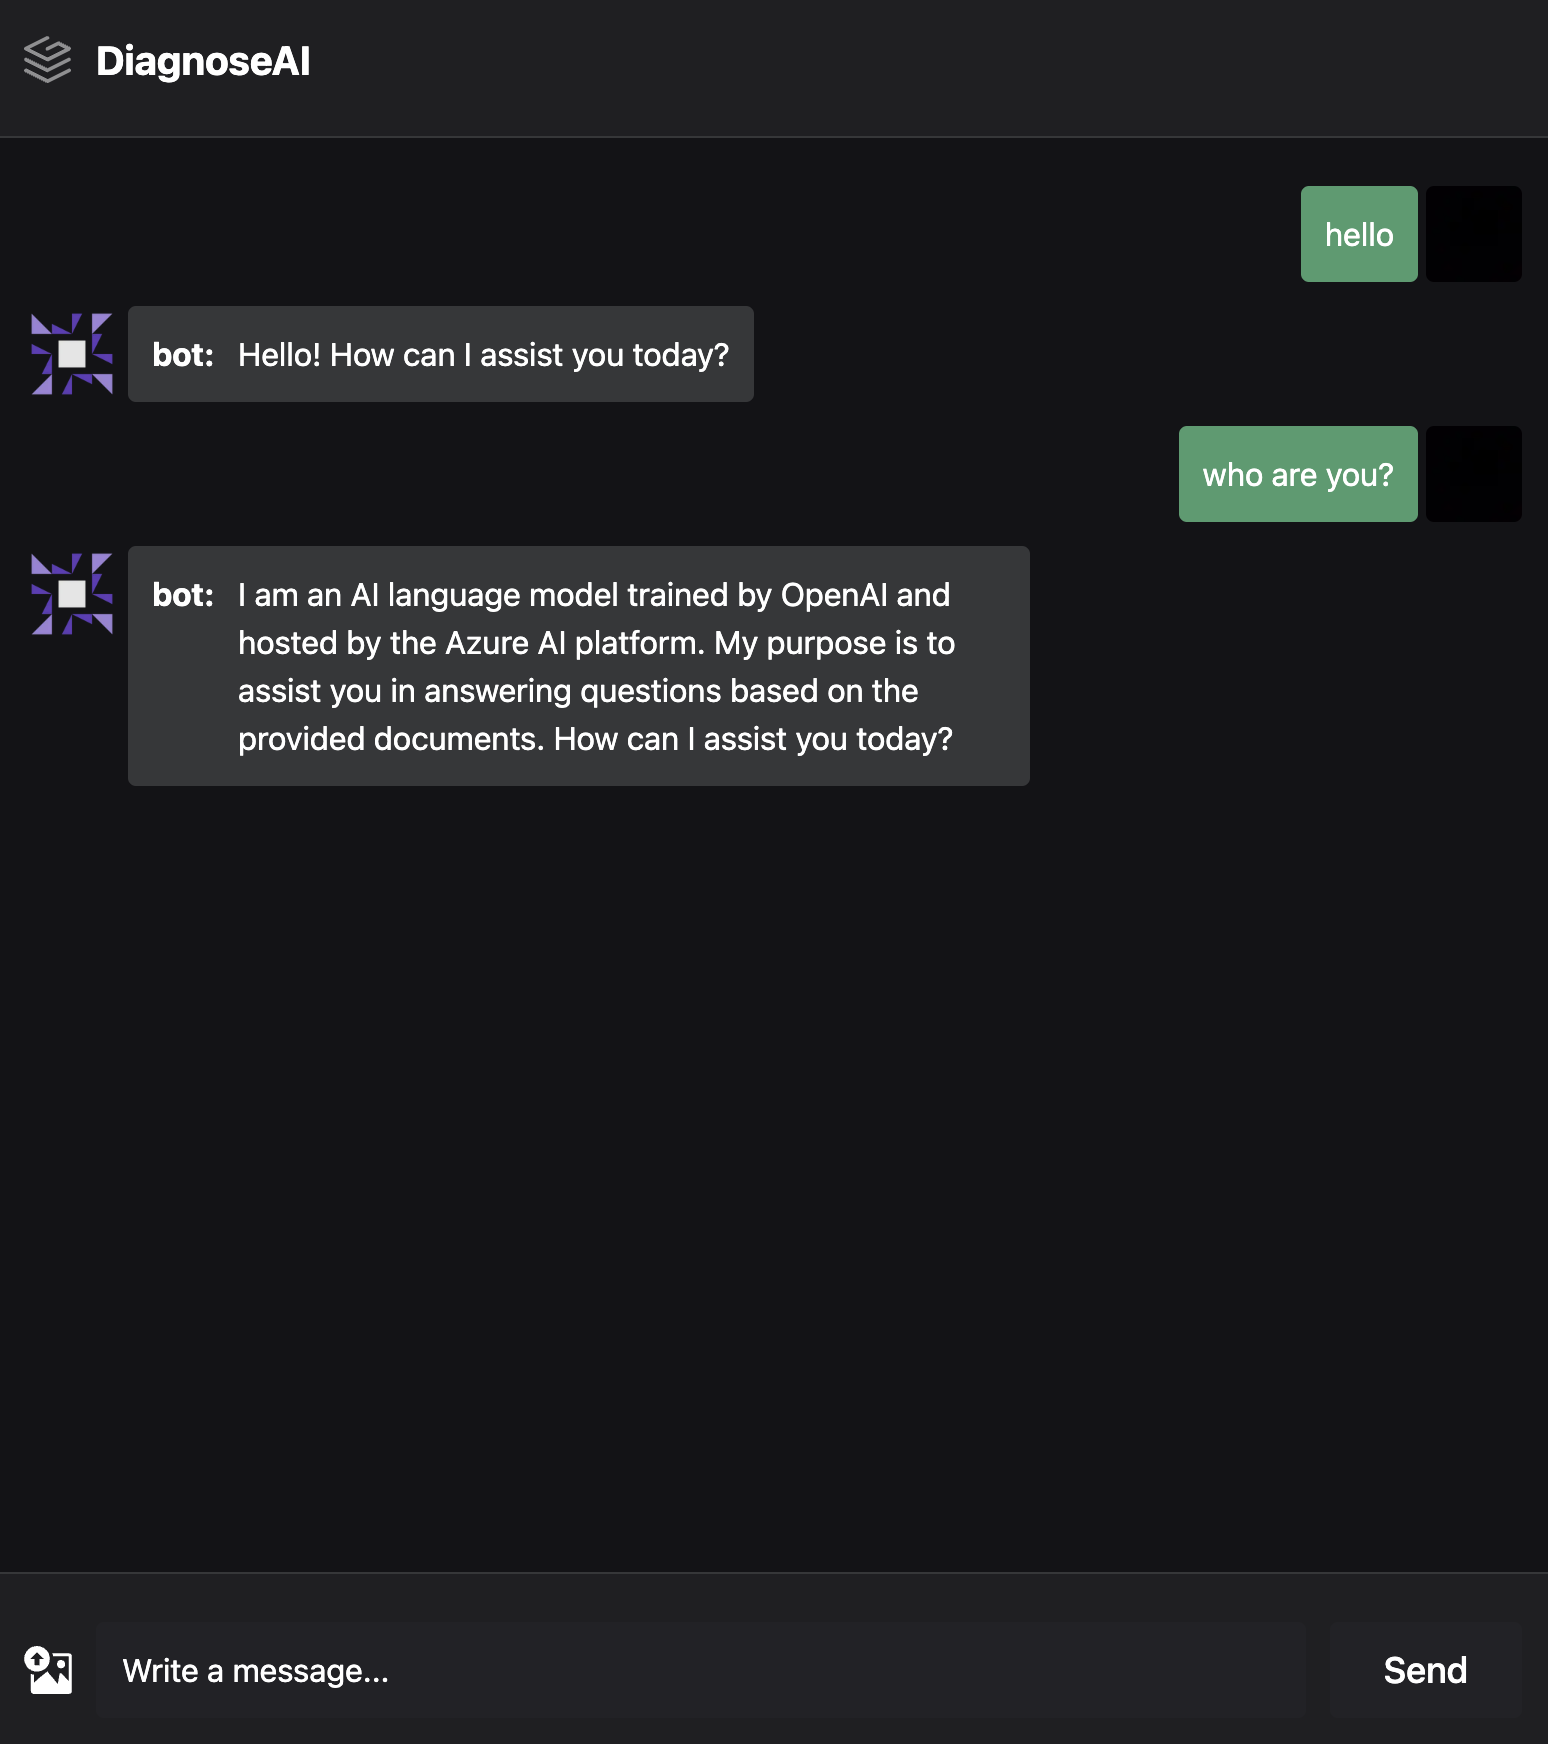 DiagnoseAI
hello
bot: Hello! How can I assist you today?
who are you?
bot: I am an AI language model trained by OpenAI and
hosted by the Azure AI platform. My purpose is to
assist you in answering questions based on the
provided documents. How can I assist you today?
Write a message...
Send